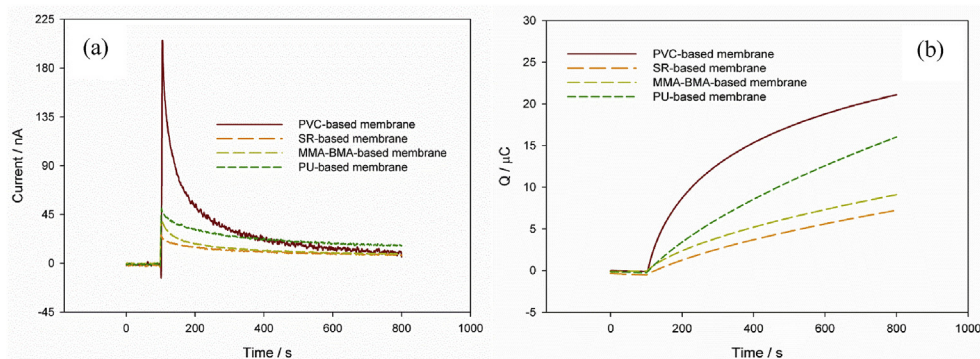 (a)
225
180
135
90
45
0
-45
Current / nA
PVC-based membrane
SR-based membrane
MMA-BMA-based membrane
PU-based membrane
0
200
400
600
800
1000
Time / s
(b)
30
25
20
15
10
5
0
-5
Q / μC
PVC-based membrane
SR-based membrane
MMA-BMA-based membrane
PU-based membrane
0
200
400
600
800
1000
Time / s